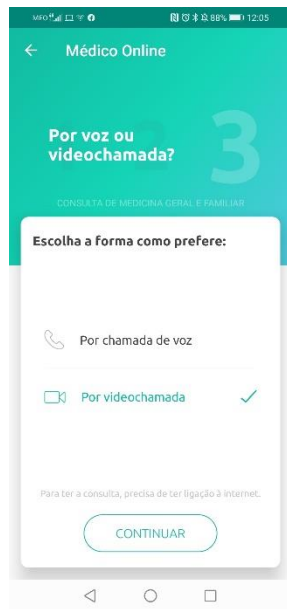 MEO
88% 12:05
Médico Online
Por voz ou
videochamada?
3
CONSULTA DE MEDICINA GERAL E FAMILIAR
Escolha a forma como prefere:
Por chamada de voz
Por videochamada
Para ter a consulta, precisa de ter ligação à internet.
CONTINUAR